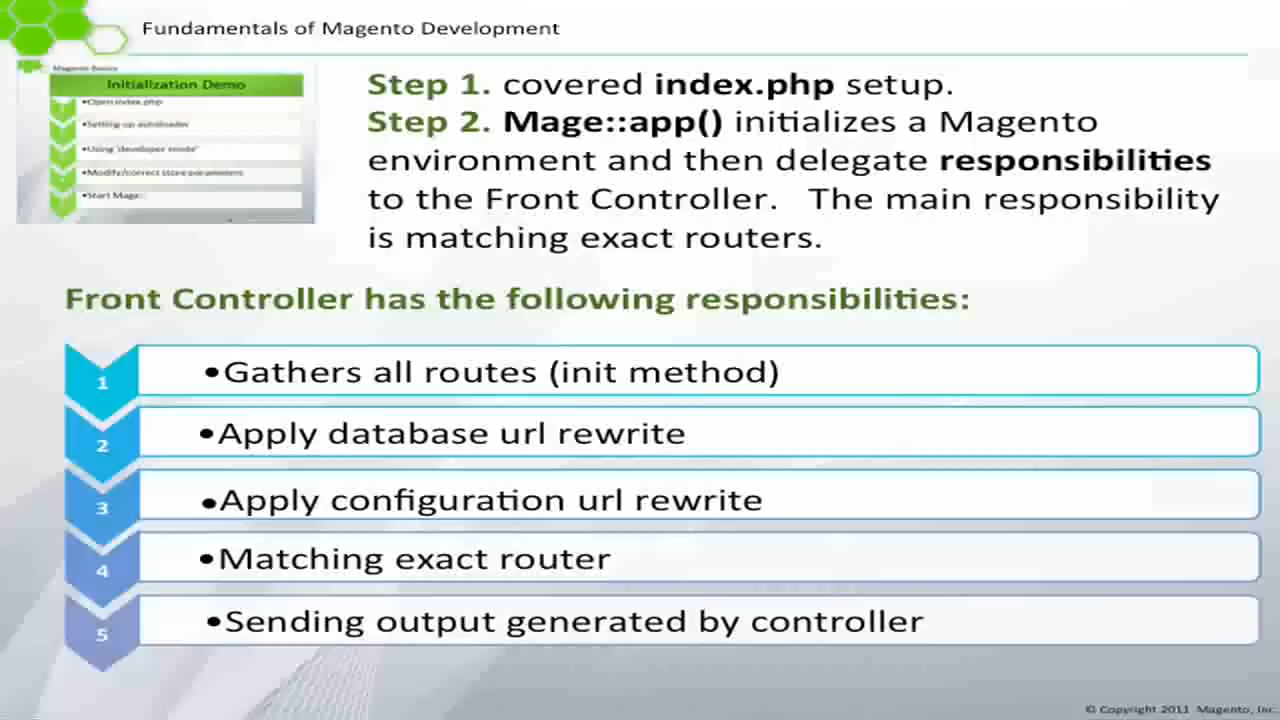 Fundamentals of Magento Development
Magento Basics
Initialization Demo
•Open index.php
•Setting up autoloader
•Using 'developer mode'
•Modify/correct store parameters
•Start Mage::
Step 1. covered index.php setup.
Step 2. Mage::app() initializes a Magento
environment and then delegate responsibilities
to the Front Controller. The main responsibility
is matching exact routers.
Front Controller has the following responsibilities:
1 •Gathers all routes (init method)
2 •Apply database url rewrite
3 •Apply configuration url rewrite
4 •Matching exact router
5 •Sending output generated by controller
© Copyright 2011 Magento, Inc.